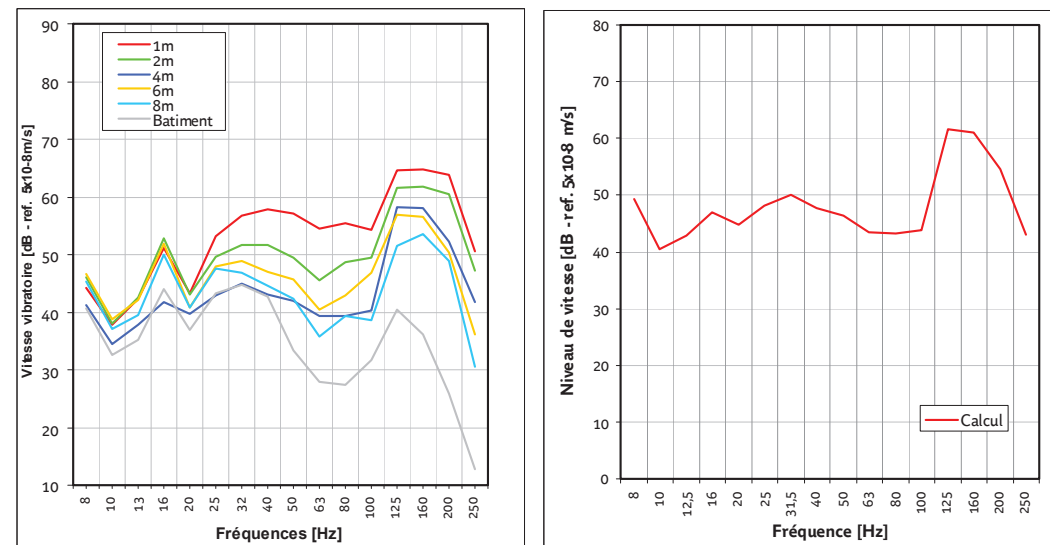 90
80
70
60
50
40
30
20
10
Vitesse vibratoire [dB - ref. 5x10-8m/s]
1m
2m
4m
6m
8m
Batiment
8 10 13 16 20 25 32 40 50 63 80 100 125 160 200 250
Fréquences [Hz]
80
70
60
50
40
30
20
10
0
Niveau de vitesse [dB - ref. 5x10-8 m/s]
Calcul
8 10 12,5 16 20 25 31,5 40 50 63 80 100 125 160 200 250
Fréquence [Hz]